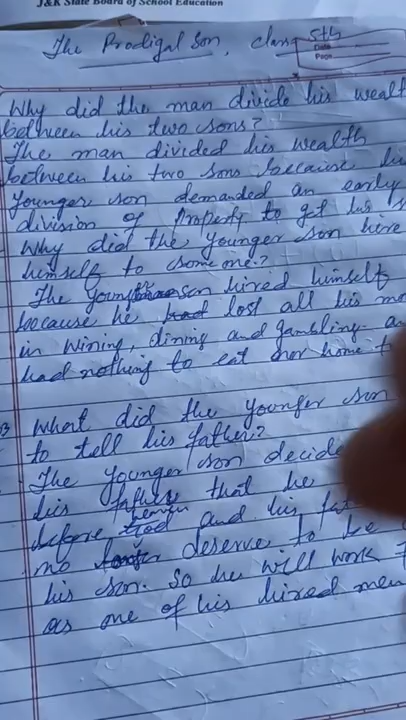 J&K State Board of School Education
The Prodigal Son, class 5th
Date
Page
Why did the man divide his wealt
between his two sons?
The man divided his wealth
between his two sons because
younger son demanded an early
division of Property to get his
Why did the younger son hire
himself to someone?
The young son hired himself
because he had lost all his mo
in wining, dining and gambling a
had nothing to eat nor home t
3 What did the younger son
to tell his father?
The younger son decide
his father that he
before and his fa
no deserve to be
his son. So he will work
as one of his hired men